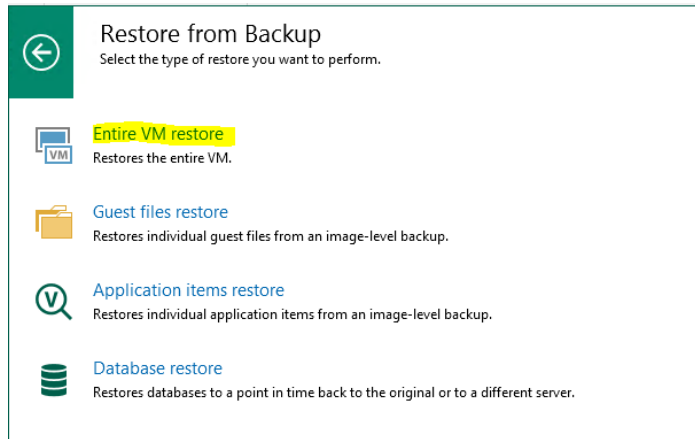 Restore from Backup
Select the type of restore you want to perform.
Entire VM restore
VM
Restores the entire VM.
Guest files restore
Restores individual guest files from an image-level backup.
Application items restore
V
Restores individual application items from an image-level backup.
Database restore
Restores databases to a point in time back to the original or to a different server.